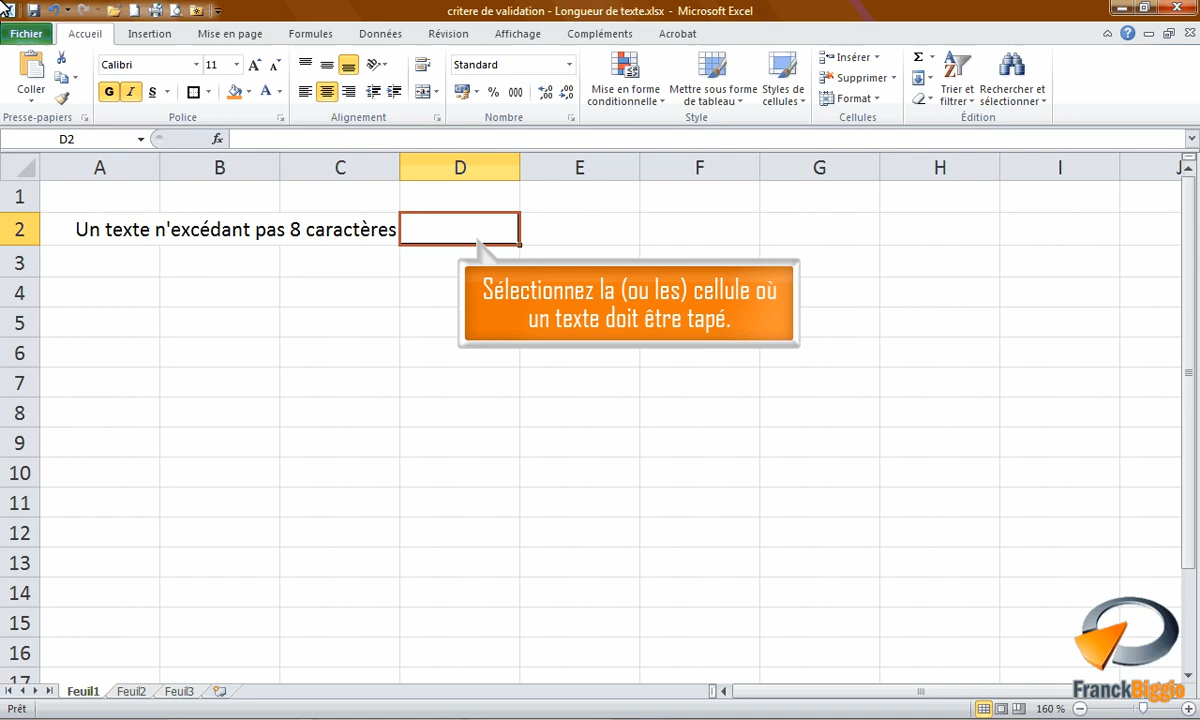 critere de validation - Longueur de texte.xlsx - Microsoft Excel
Fichier Accueil Insertion Mise en page Formules Données Révision Affichage Compléments Acrobat
Coller
Calibri 11
G I S
Standard
% 000
Mise en forme conditionnelle
Mettre sous forme de tableau
Styles de cellules
Insérer
Supprimer
Format
Σ
Trier et filtrer
Rechercher et sélectionner
Presse-papiers Police Alignement Nombre Style Cellules Édition
D2 fx
A B C D E F G H I J
1
2 Un texte n'excédant pas 8 caractères
Sélectionnez la (ou les) cellule où
un texte doit être tapé.
3
4
5
6
7
8
9
10
11
12
13
14
15
16
17
FranckBiggio
Feuil1 Feuil2 Feuil3
Prêt 160 %